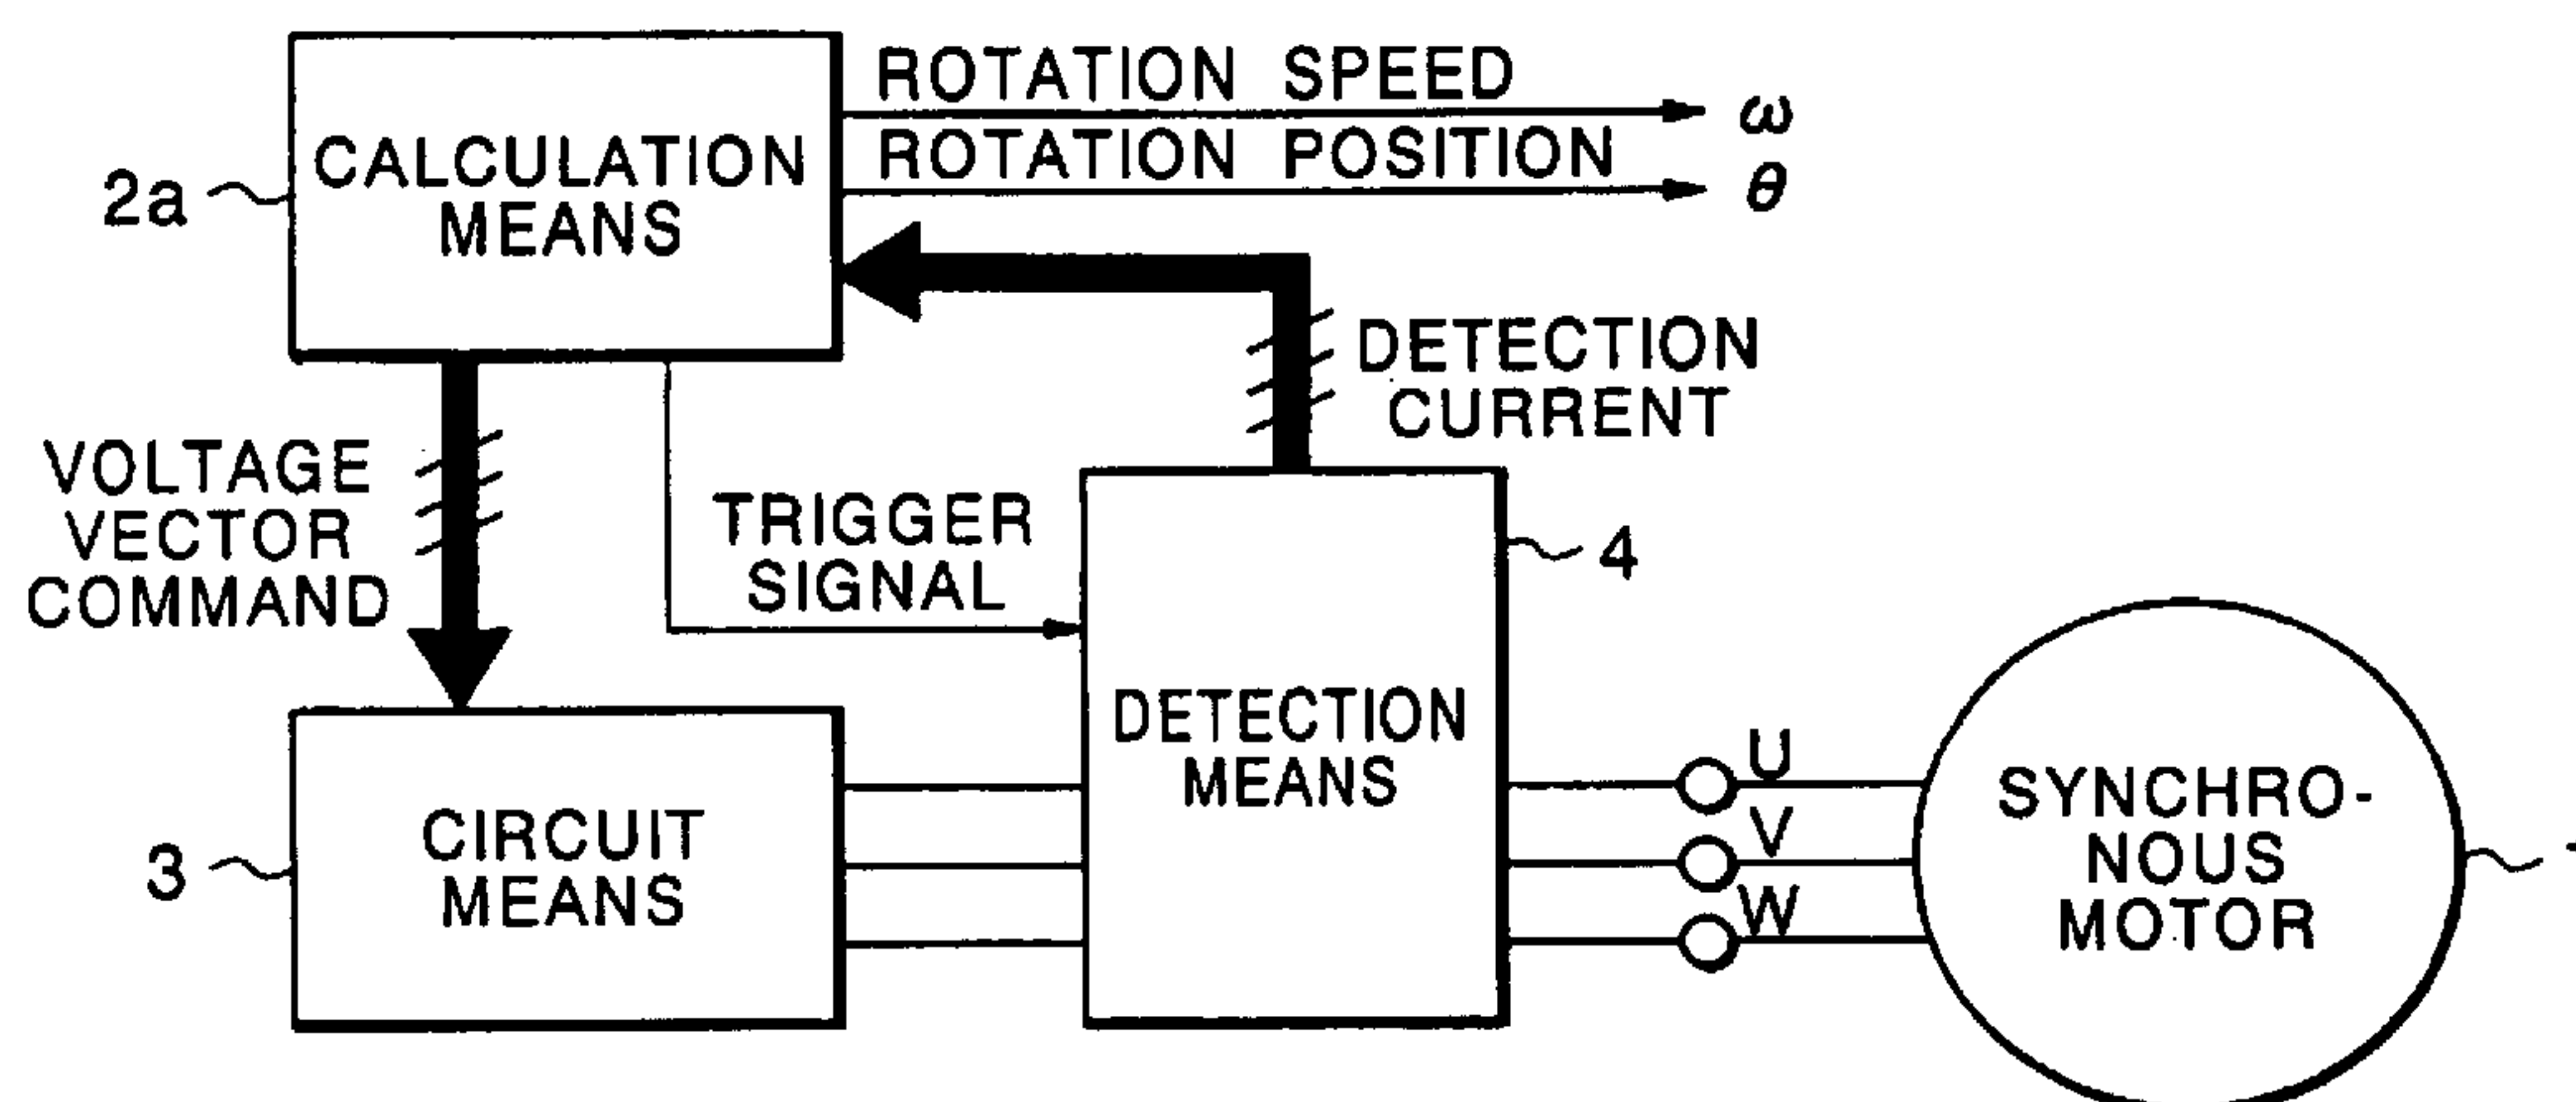 ROTATION SPEED
ω
ROTATION POSITION
θ
CALCULATION
MEANS
2a
DETECTION
CURRENT
VOLTAGE
VECTOR
COMMAND
TRIGGER
SIGNAL
4
DETECTION
MEANS
CIRCUIT
MEANS
3
U
V
W
SYNCHRO-
NOUS
MOTOR